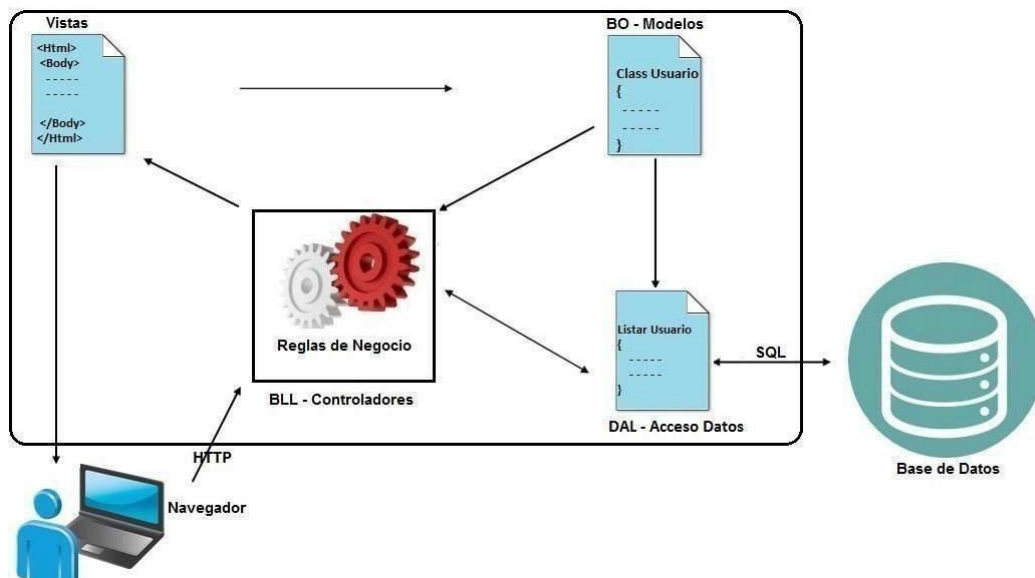 Vistas
<Html>
<Body>
- - - - -
- - - - -
</Body>
</Html>
BO - Modelos
Class Usuario
{
- - - - -
- - - - -
}
Reglas de Negocio
BLL - Controladores
Listar Usuario
{
- - - - -
- - - - -
}
DAL - Acceso Datos
SQL
Base de Datos
HTTP
Navegador